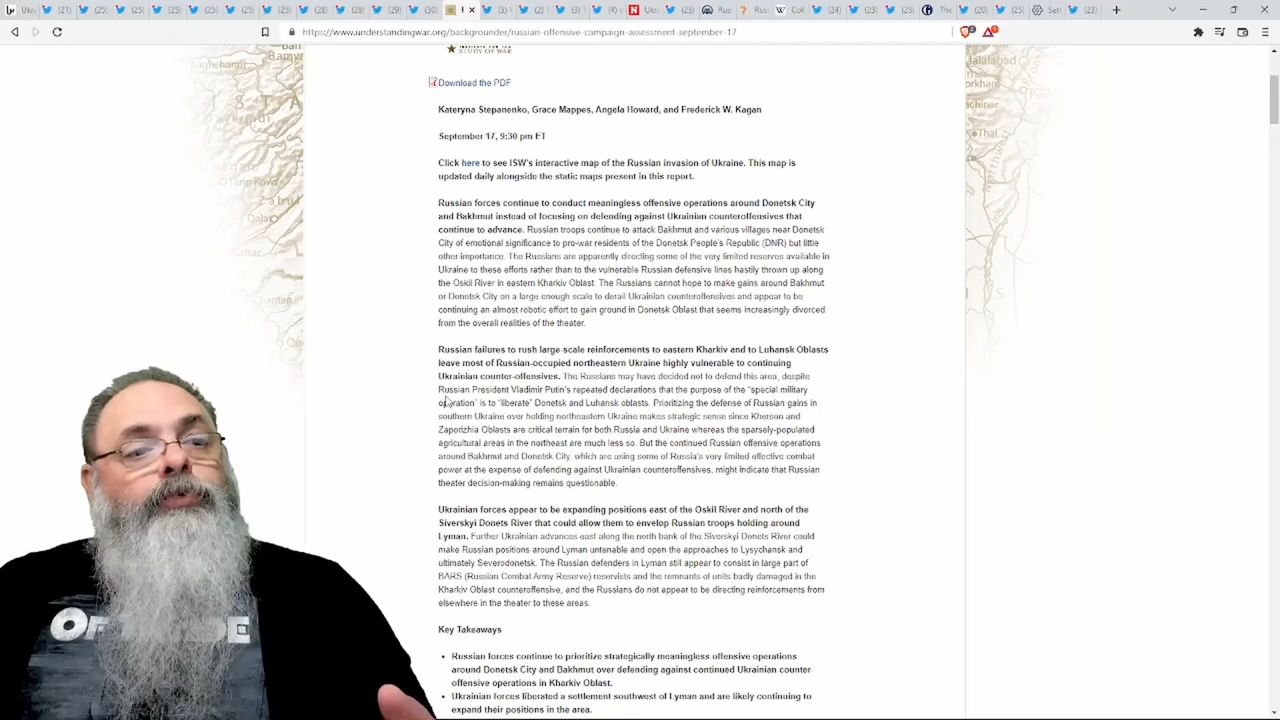 https://www.understandingwar.org/backgrounder/russian-offensive-campaign-assessment-september-17
STUDY OF WAR
Download the PDF
Kateryna Stepanenko, Grace Mappes, Angela Howard, and Frederick W. Kagan
September 17, 9:30 pm ET
Click here to see ISW's interactive map of the Russian invasion of Ukraine. This map is
updated daily alongside the static maps present in this report.
Russian forces continue to conduct meaningless offensive operations around Donetsk City
and Bakhmut instead of focusing on defending against Ukrainian counteroffensives that
continue to advance. Russian troops continue to attack Bakhmut and various villages near Donetsk
City of emotional significance to pro-war residents of the Donetsk People's Republic (DNR) but little
other importance. The Russians are apparently directing some of the very limited reserves available in
Ukraine to these efforts rather than to the vulnerable Russian defensive lines hastily thrown up along
the Oskil River in eastern Kharkiv Oblast. The Russians cannot hope to make gains around Bakhmut
or Donetsk City on a large enough scale to derail Ukrainian counteroffensives and appear to be
continuing an almost robotic effort to gain ground in Donetsk Oblast that seems increasingly divorced
from the overall realities of the theater.
Russian failures to rush large scale reinforcements to eastern Kharkiv and to Luhansk Oblasts
leave most of Russian-occupied northeastern Ukraine highly vulnerable to continuing
Ukrainian counter-offensives. The Russians may have decided not to defend this area, despite
Russian President Vladimir Putin's repeated declarations that the purpose of the "special military
operation" is to "liberate" Donetsk and Luhansk oblasts. Prioritizing the defense of Russian gains in
southern Ukraine over holding northeastern Ukraine makes strategic sense since Kherson and
Zaporizhia Oblasts are critical terrain for both Russia and Ukraine whereas the sparsely-populated
agricultural areas in the northeast are much less so. But the continued Russian offensive operations
around Bakhmut and Donetsk City, which are using some of Russia's very limited effective combat
power at the expense of defending against Ukrainian counteroffensives, might indicate that Russian
theater decision-making remains questionable.
Ukrainian forces appear to be expanding positions east of the Oskil River and north of the
Siverskyi Donets River that could allow them to envelop Russian troops holding around
Lyman. Further Ukrainian advances east along the north bank of the Siverskyi Donets River could
make Russian positions around Lyman untenable and open the approaches to Lysychansk and
ultimately Severodonetsk. The Russian defenders in Lyman still appear to consist in large part of
BARS (Russian Combat Army Reserve) reservists and the remnants of units badly damaged in the
Kharkiv Oblast counteroffensive, and the Russians do not appear to be directing reinforcements from
elsewhere in the theater to these areas.
Key Takeaways
• Russian forces continue to prioritize strategically meaningless offensive operations
around Donetsk City and Bakhmut over defending against continued Ukrainian counter-
offensive operations in Kharkiv Oblast.
• Ukrainian forces liberated a settlement southwest of Lyman and are likely continuing to
expand their positions in the area.